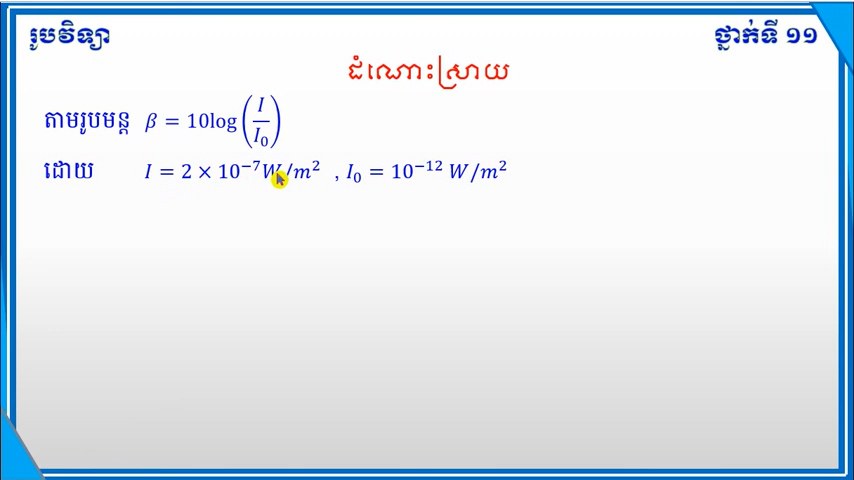 រូបវិទ្យា ថ្នាក់ទី ១១
ដំណោះស្រាយ
តាមរូបមន្ត β = 10log(I/I₀)
ដោយ I = 2 × 10⁻⁷W/m² , I₀ = 10⁻¹² W/m²